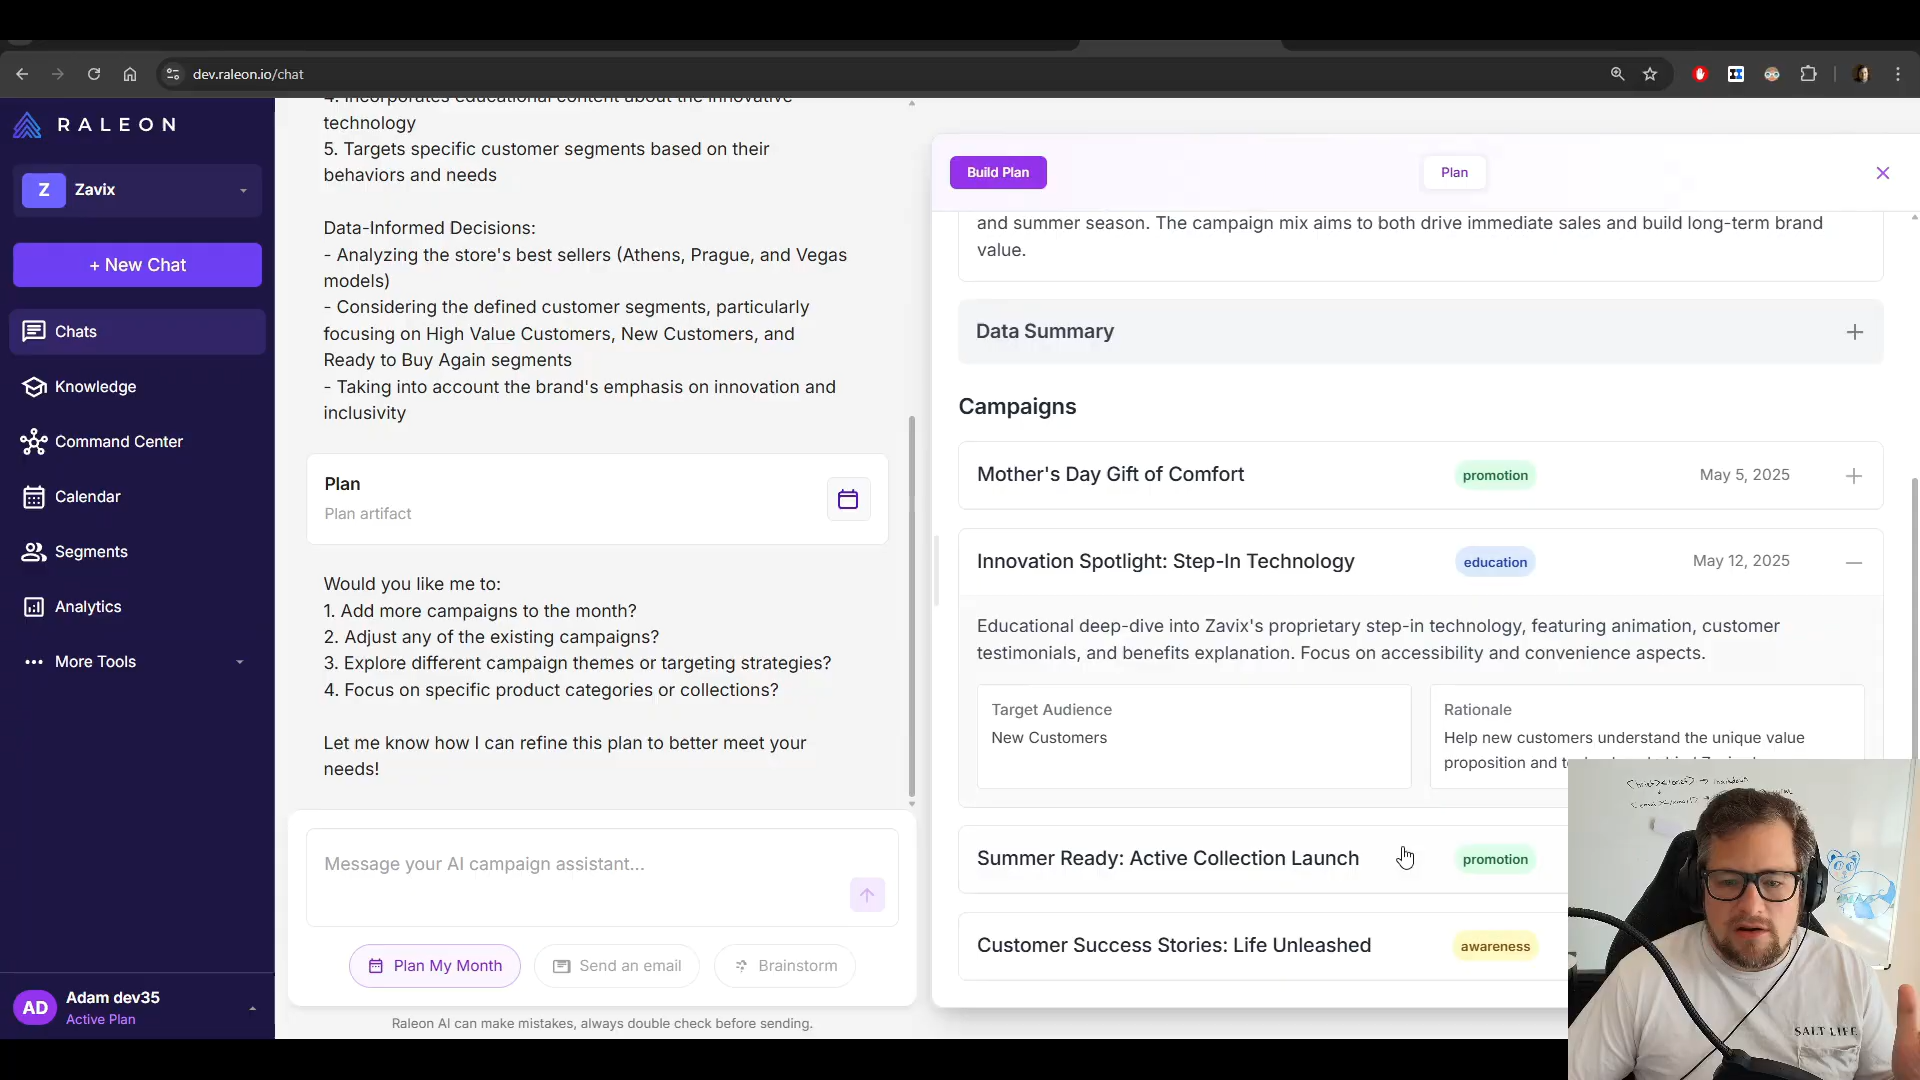 dev.raleon.io/chat
RALEON
Z
Zavix
+ New Chat
Chats
Knowledge
Command Center
Calendar
Segments
Analytics
More Tools
AD
Adam dev35
Active Plan
4. Incorporates educational content about the innovative
technology
5. Targets specific customer segments based on their
behaviors and needs
Data-Informed Decisions:
- Analyzing the store's best sellers (Athens, Prague, and Vegas
models)
- Considering the defined customer segments, particularly
focusing on High Value Customers, New Customers, and
Ready to Buy Again segments
- Taking into account the brand's emphasis on innovation and
inclusivity
Plan
Plan artifact
Would you like me to:
1. Add more campaigns to the month?
2. Adjust any of the existing campaigns?
3. Explore different campaign themes or targeting strategies?
4. Focus on specific product categories or collections?
Let me know how I can refine this plan to better meet your
needs!
Message your AI campaign assistant...
Plan My Month
Send an email
Brainstorm
Raleon AI can make mistakes, always double check before sending.
Build Plan
Plan
and summer season. The campaign mix aims to both drive immediate sales and build long-term brand
value.
Data Summary
Campaigns
Mother's Day Gift of Comfort
promotion
May 5, 2025
Innovation Spotlight: Step-In Technology
education
May 12, 2025
Educational deep-dive into Zavix's proprietary step-in technology, featuring animation, customer
testimonials, and benefits explanation. Focus on accessibility and convenience aspects.
Target Audience
New Customers
Rationale
Help new customers understand the unique value
proposition and
Summer Ready: Active Collection Launch
promotion
Customer Success Stories: Life Unleashed
awareness
SALT LIFE